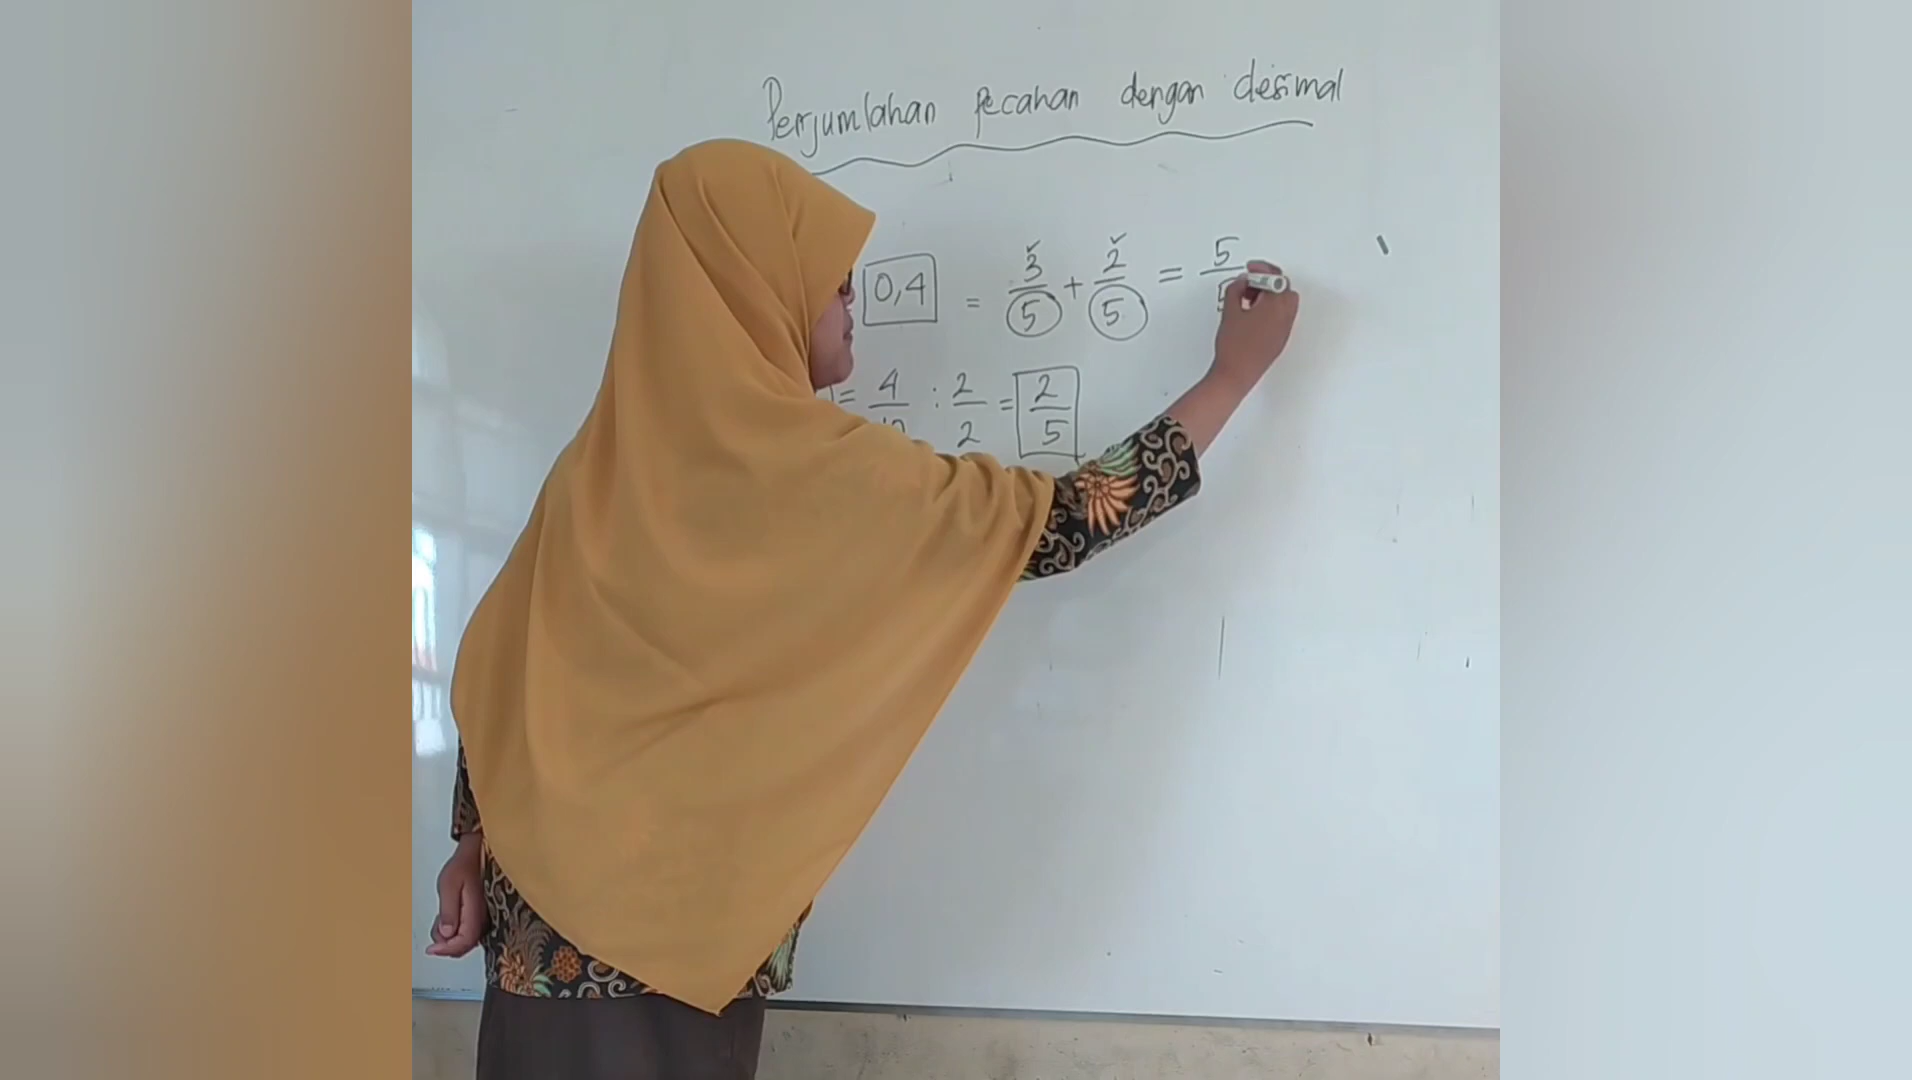 Perjumlahan pecahan dengan desimal
0,4 = 3/5 + 2/5 = 5/5
= 4/10 : 2/2 = 2/5